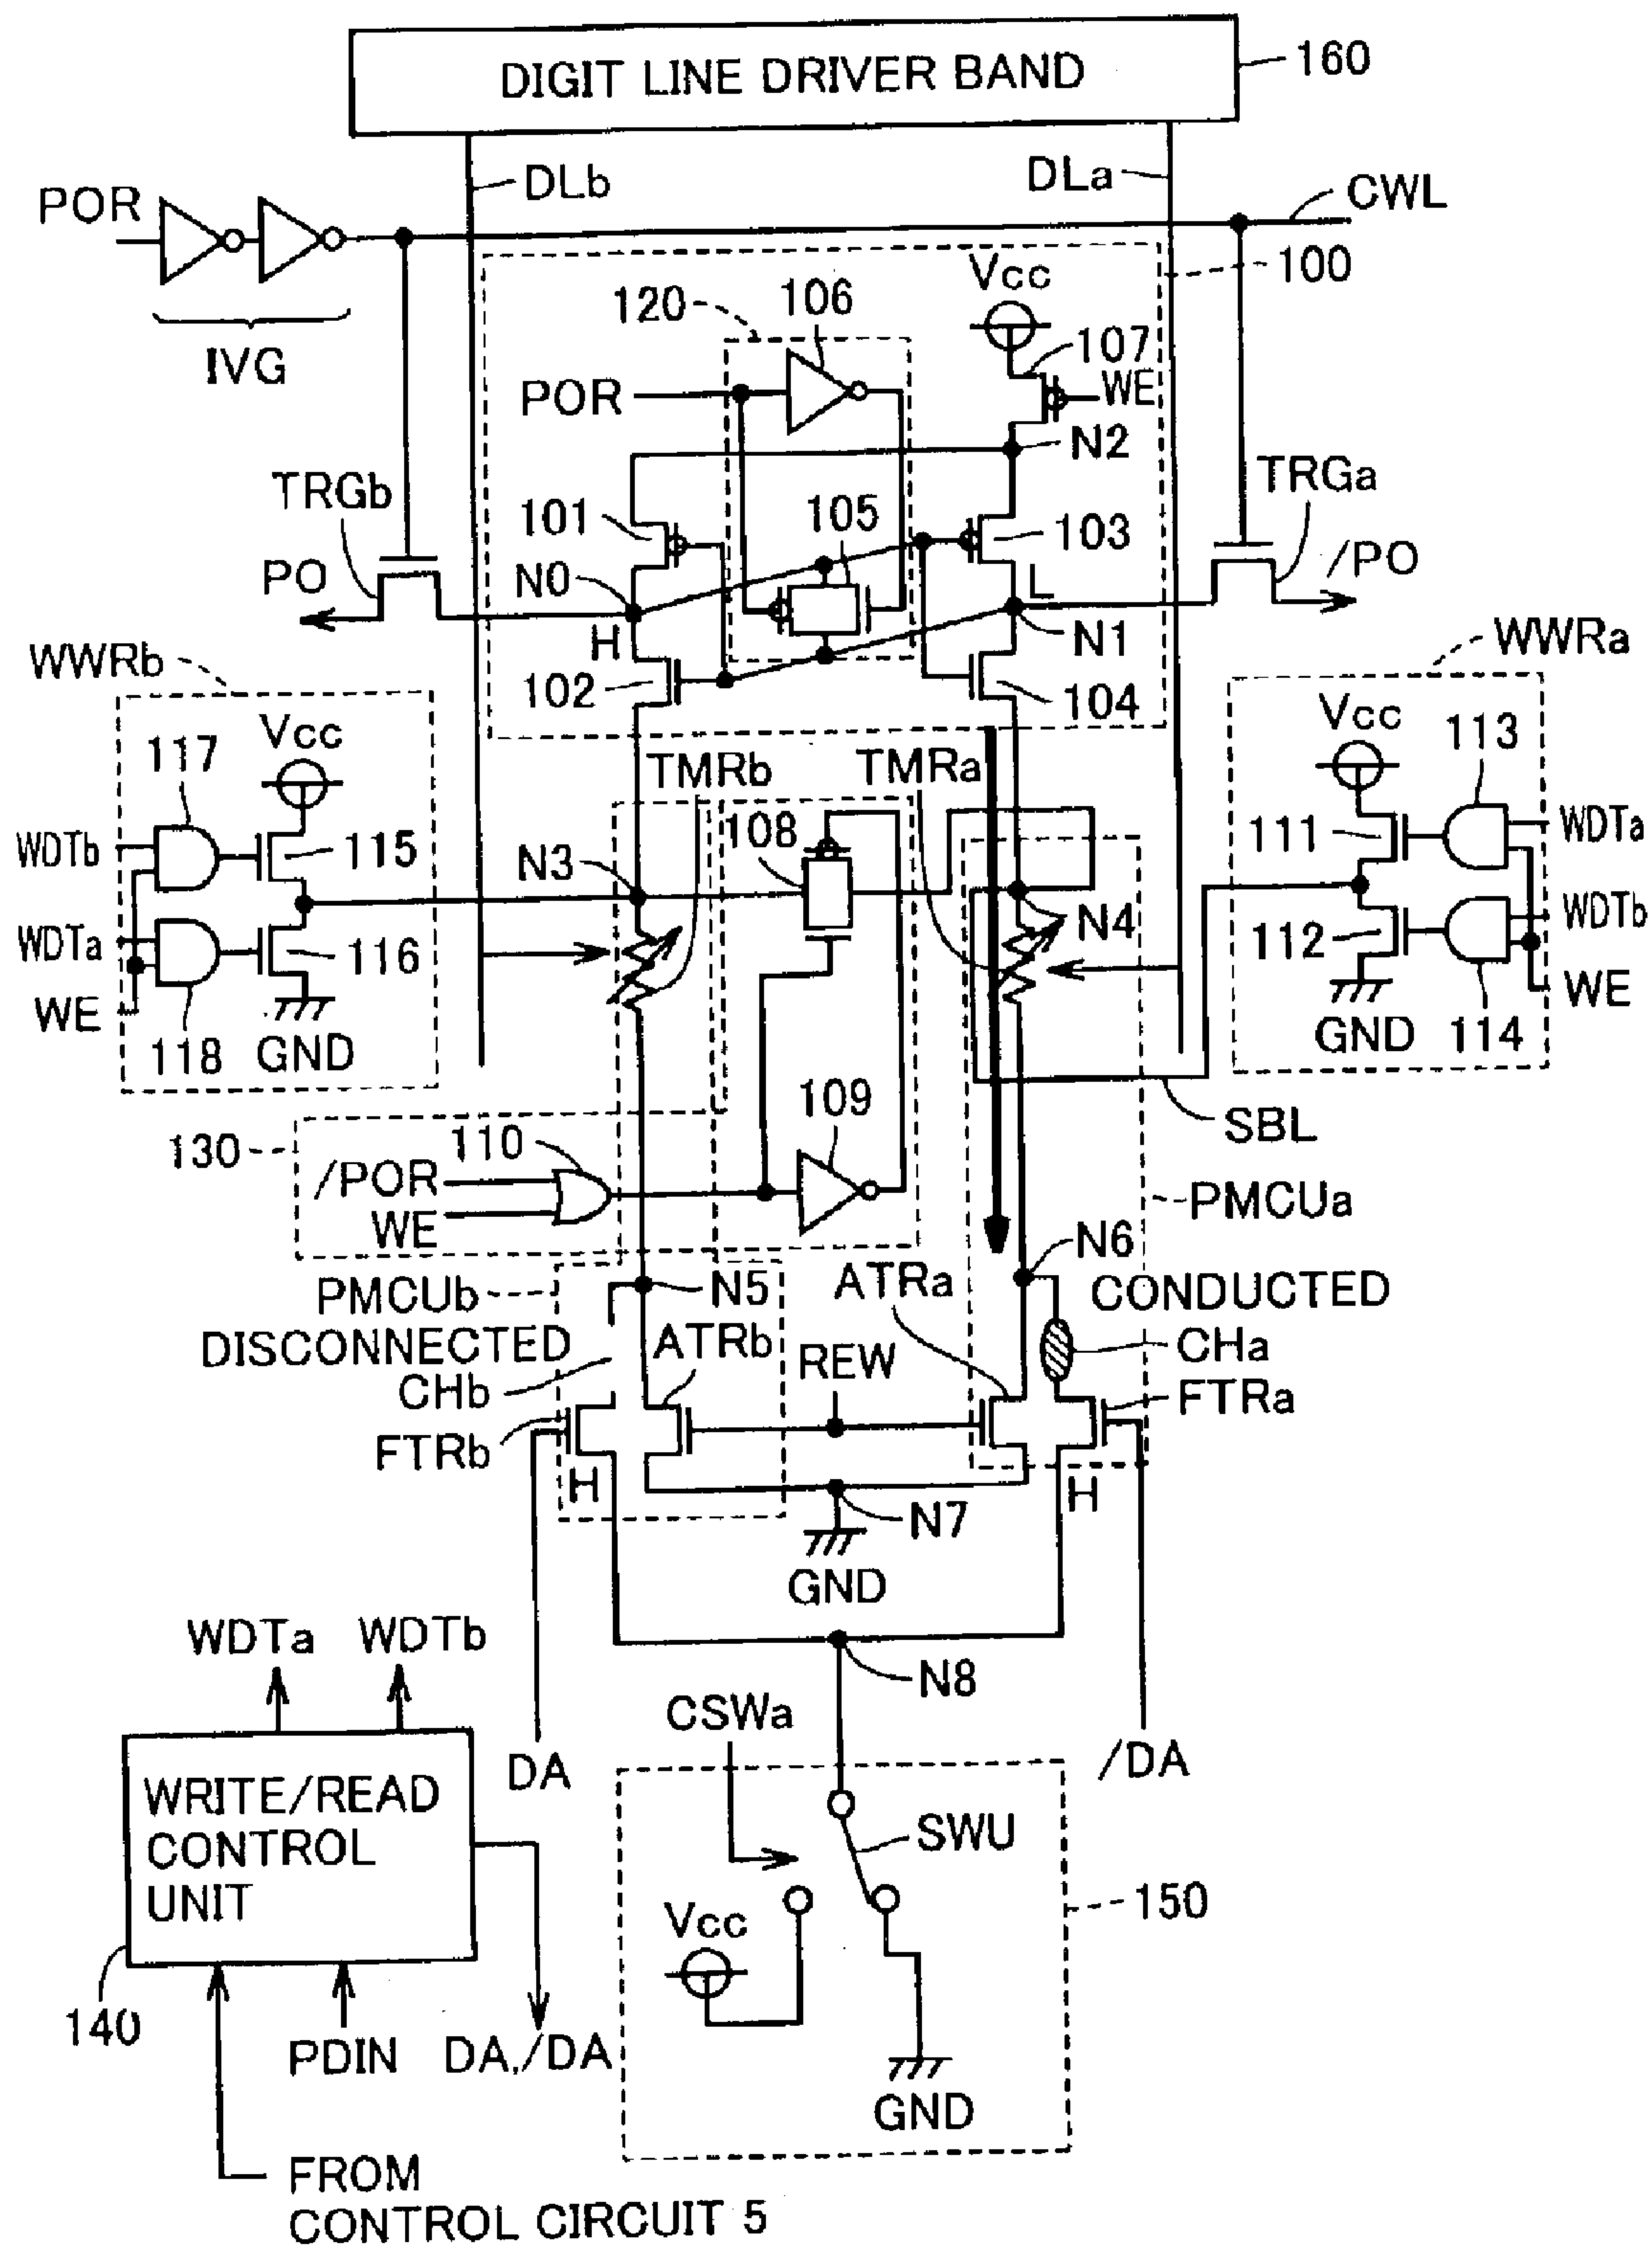 DIGIT LINE DRIVER BAND
160
DLb
DLa
CWL
POR
IVG
100
Vcc
120
106
107
WE
POR
N2
TRGb
TRGa
101
105
103
PO
N0
L
/PO
H
N1
WWRb
WWRa
102
104
Vcc
117
TMRb
TMRa
Vcc
113
WDTb
115
N3
108
111
WDTa
WDTa
116
N4
112
WDTb
WE
WE
118
GND
GND
114
109
SBL
130
110
/POR
WE
PMCUa
N6
PMCUb
N5
ATRa
CONDUCTED
DISCONNECTED
ATRb
REW
CHa
CHb
FTRa
FTRb
H
H
N7
GND
WDTa
WDTb
N8
CSWa
DA
/DA
WRITE/READ
CONTROL
UNIT
SWU
Vcc
150
140
PDIN
DA,/DA
GND
FROM
CONTROL CIRCUIT 5